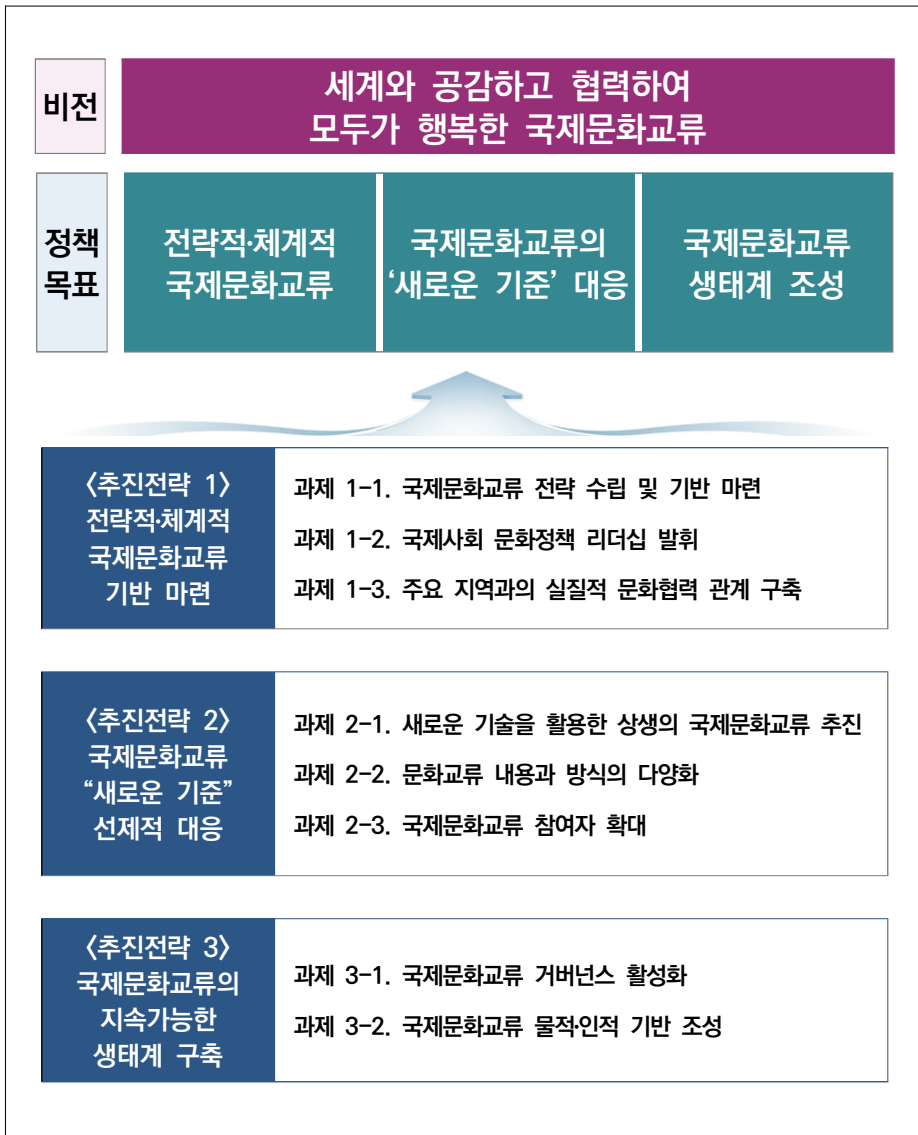 비전
세계와 공감하고 협력하여
모두가 행복한 국제문화교류
정책
목표
전략적·체계적
국제문화교류
국제문화교류의
‘새로운 기준’ 대응
국제문화교류
생태계 조성
<추진전략 1>
전략적·체계적
국제문화교류
기반 마련
과제 1-1. 국제문화교류 전략 수립 및 기반 마련
과제 1-2. 국제사회 문화정책 리더십 발휘
과제 1-3. 주요 지역과의 실질적 문화협력 관계 구축
<추진전략 2>
국제문화교류
“새로운 기준”
선제적 대응
과제 2-1. 새로운 기술을 활용한 상생의 국제문화교류 추진
과제 2-2. 문화교류 내용과 방식의 다양화
과제 2-3. 국제문화교류 참여자 확대
<추진전략 3>
국제문화교류의
지속가능한
생태계 구축
과제 3-1. 국제문화교류 거버넌스 활성화
과제 3-2. 국제문화교류 물적·인적 기반 조성